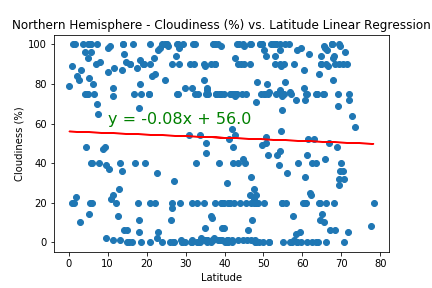 Northern Hemisphere - Cloudiness (%) vs. Latitude Linear Regression
100
80
60
40
20
0
Cloudiness (%)
y = -0.08x + 56.0
0 10 20 30 40 50 60 70 80
Latitude